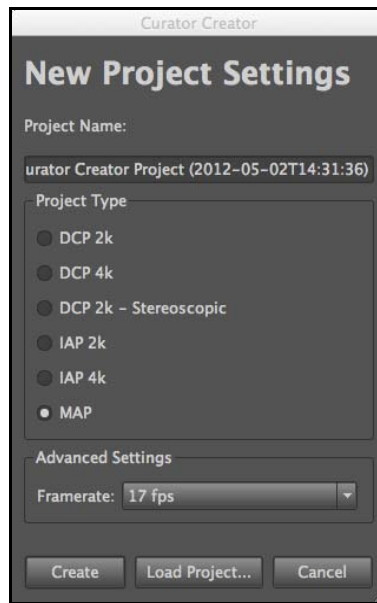 Curator Creator
New Project Settings
Project Name:
urator Creator Project (2012-05-02T14:31:36)
Project Type
DCP 2k
DCP 4k
DCP 2k - Stereoscopic
IAP 2k
IAP 4k
MAP
Advanced Settings
Framerate: 17 fps
Create Load Project... Cancel